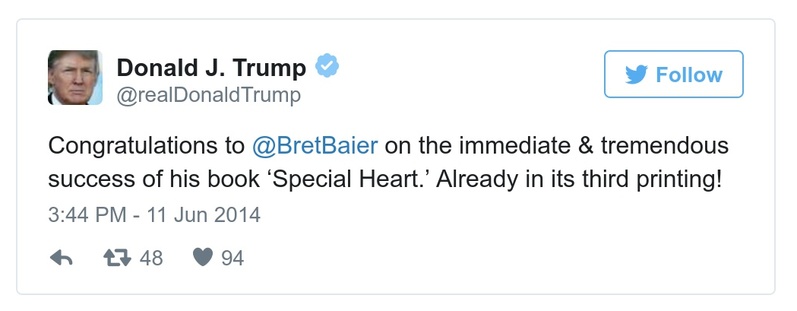 Donald J. Trump
@realDonaldTrump
Follow
Congratulations to @BretBaier on the immediate & tremendous
success of his book ‘Special Heart.’ Already in its third printing!
3:44 PM - 11 Jun 2014
48 94